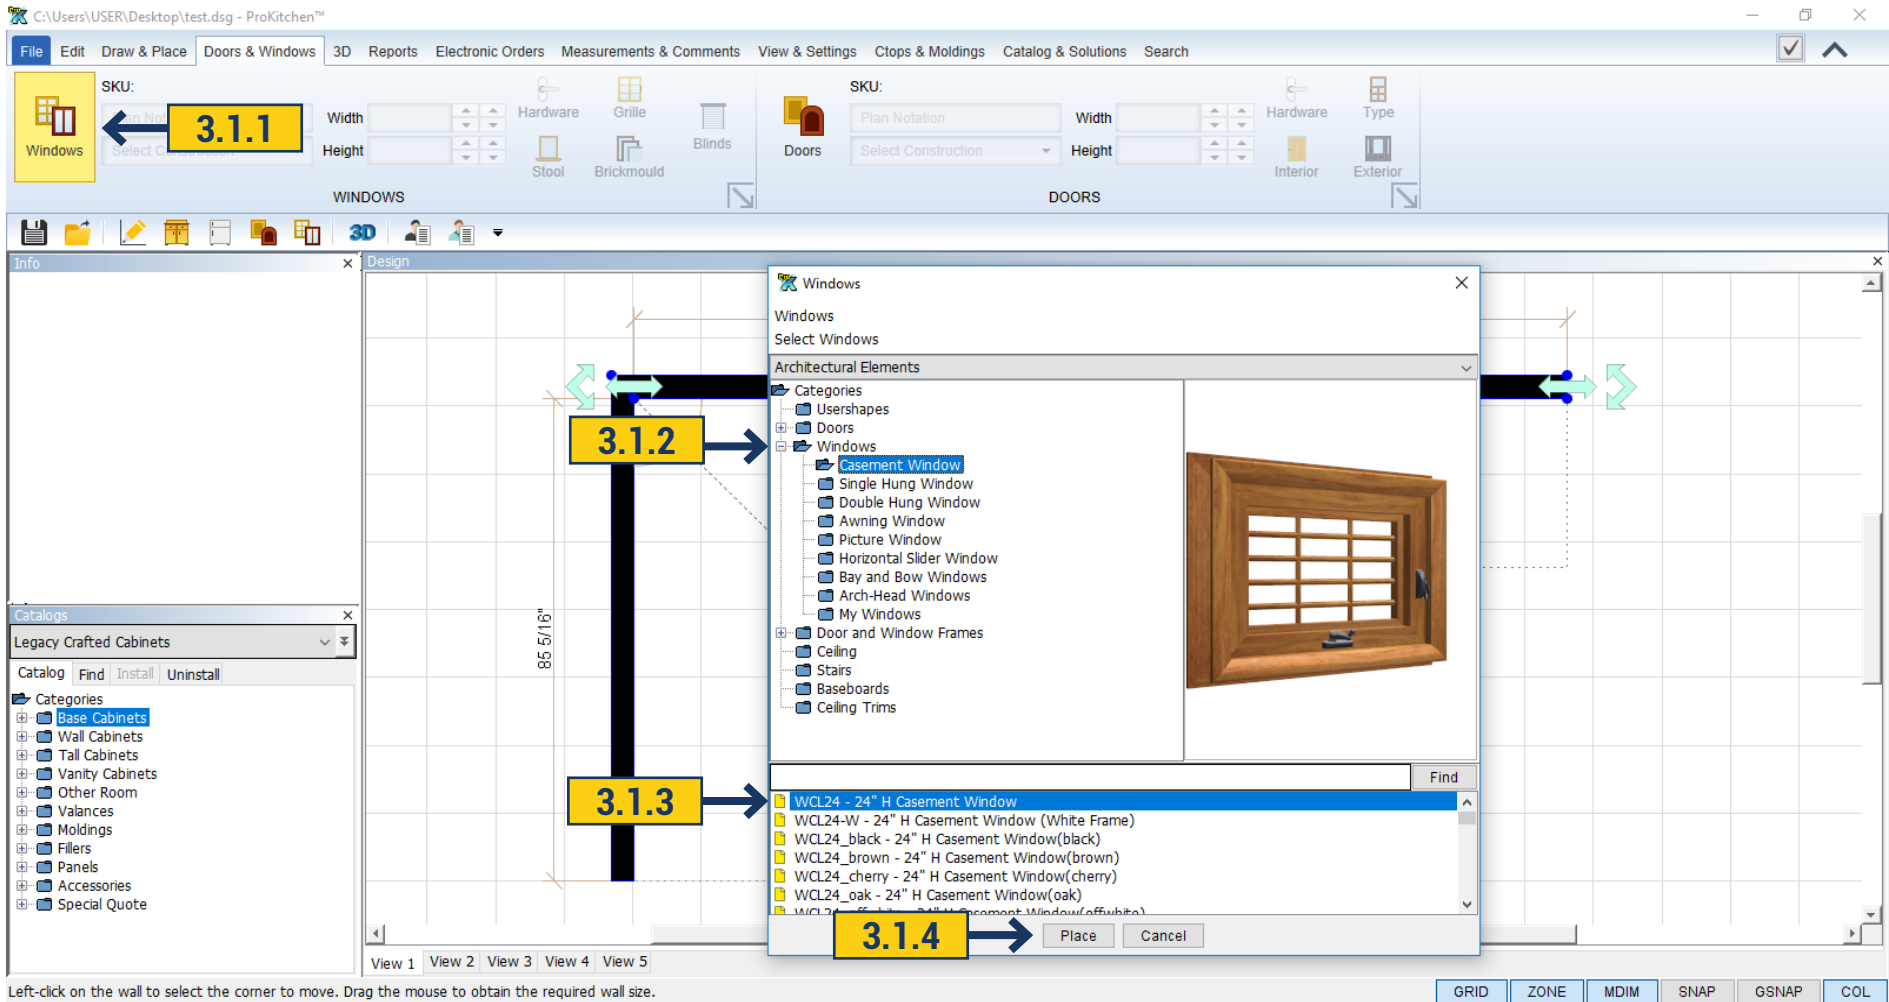 C:\Users\USER\Desktop\test.dsg - ProKitchen™
File Edit Draw & Place Doors & Windows 3D Reports Electronic Orders Measurements & Comments View & Settings Ctops & Moldings Catalog & Solutions Search
Windows
SKU:
3.1.1
Width
Height
Hardware
Grille
Blinds
Stool
Brickmould
WINDOWS
Doors
SKU:
Plan Notation
Select Construction
Width
Height
Hardware
Type
Interior
Exterior
DOORS
3D
Info
Design
Windows
Windows
Select Windows
Architectural Elements
Categories
Usershapes
Doors
3.1.2
Windows
Casement Window
Single Hung Window
Double Hung Window
Awning Window
Picture Window
Horizontal Slider Window
Bay and Bow Windows
Arch-Head Windows
My Windows
Door and Window Frames
Ceiling
Stairs
Baseboards
Ceiling Trims
85 5/16"
Find
3.1.3
WCL24 - 24" H Casement Window
WCL24-W - 24" H Casement Window (White Frame)
WCL24_black - 24" H Casement Window(black)
WCL24_brown - 24" H Casement Window(brown)
WCL24_cherry - 24" H Casement Window(cherry)
WCL24_oak - 24" H Casement Window(oak)
3.1.4
Place Cancel
Catalogs
Legacy Crafted Cabinets
Catalog Find Install Uninstall
Categories
Base Cabinets
Wall Cabinets
Tall Cabinets
Vanity Cabinets
Other Room
Valances
Moldings
Fillers
Panels
Accessories
Special Quote
View 1 View 2 View 3 View 4 View 5
Left-click on the wall to select the corner to move. Drag the mouse to obtain the required wall size.
GRID ZONE MDIM SNAP GSNAP COL